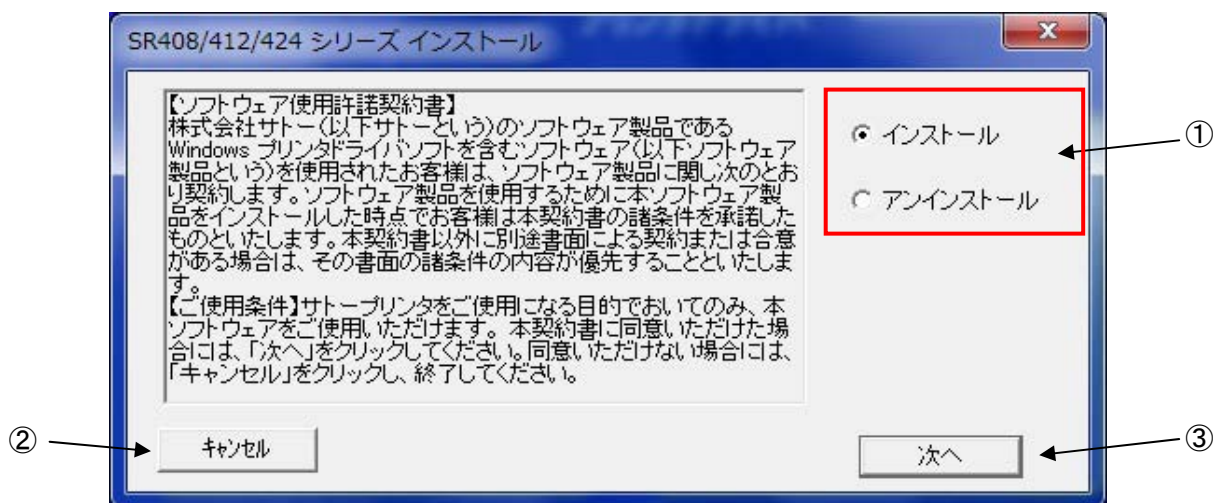 SR408/412/424 シリーズ インストール
【ソフトウェア使用許諾契約書】
株式会社サトー(以下サトーという)のソフトウェア製品である
Windows プリンタドライバソフトを含むソフトウェア(以下ソフトウェア
製品という)を使用されたお客様は、ソフトウェア製品に関し次のとお
り契約します。ソフトウェア製品を使用するために本ソフトウェア製
品をインストールした時点でお客様は本契約書の諸条件を承諾した
ものといたします。本契約書以外に別途書面による契約または合意
がある場合は、その書面の諸条件の内容が優先することといたしま
す。
【ご使用条件】サトープリンタをご使用になる目的でおいてのみ、本
ソフトウェアをご使用いただけます。 本契約書に同意いただけた場
合には、「次へ」をクリックしてください。同意いただけない場合には、
「キャンセル」をクリックし、終了してください。
インストール
①
アンインストール
②
キャンセル
次へ
③